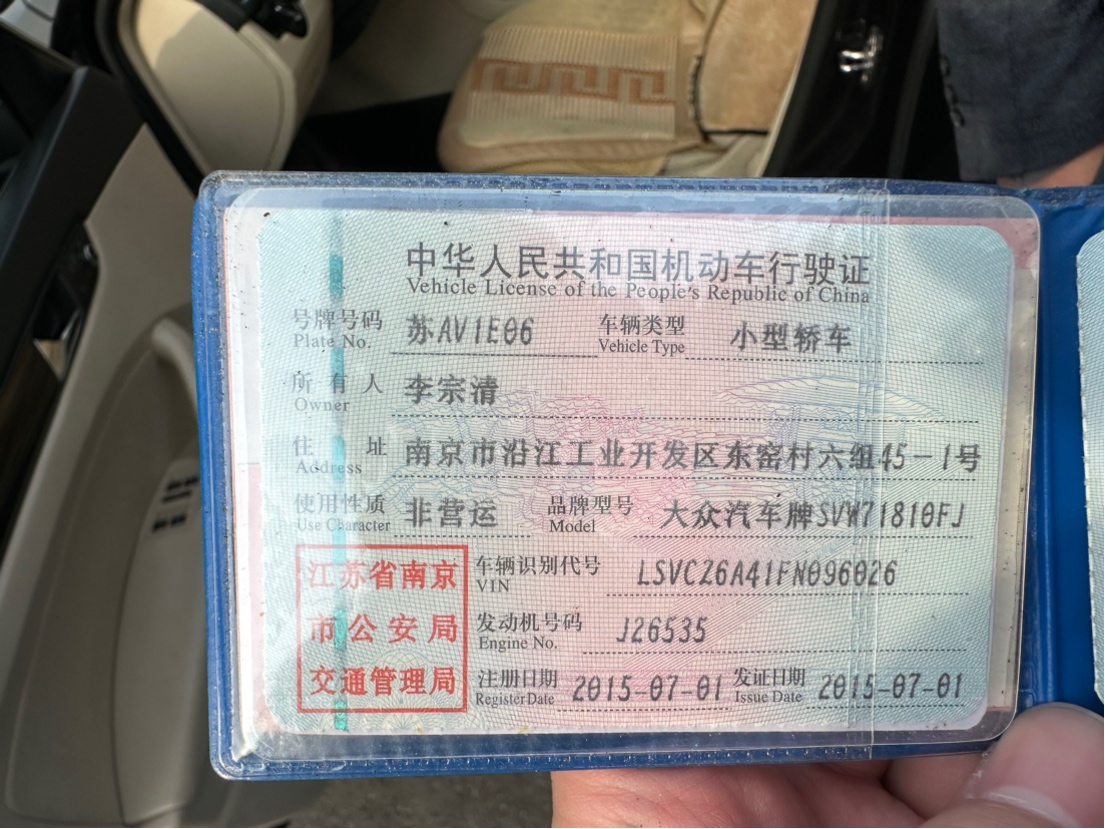 中华人民共和国机动车行驶证
Vehicle License of the People's Republic of China
号牌号码 苏AV1E06 车辆类型 小型轿车
Plate No. Vehicle Type
所有人 李宗清
Owner
住址 南京市沿江工业开发区东窑村六组45-1号
Address
使用性质 非营运 品牌型号 大众汽车牌SVW71810FJ
Use Character Model
车辆识别代号 LSVCZ6A41FN096026
VIN
发动机号码 J26535
Engine No.
注册日期 2015-07-01 发证日期 2015-07-01
Register Date Issue Date
江苏省南京
市公安局
交通管理局